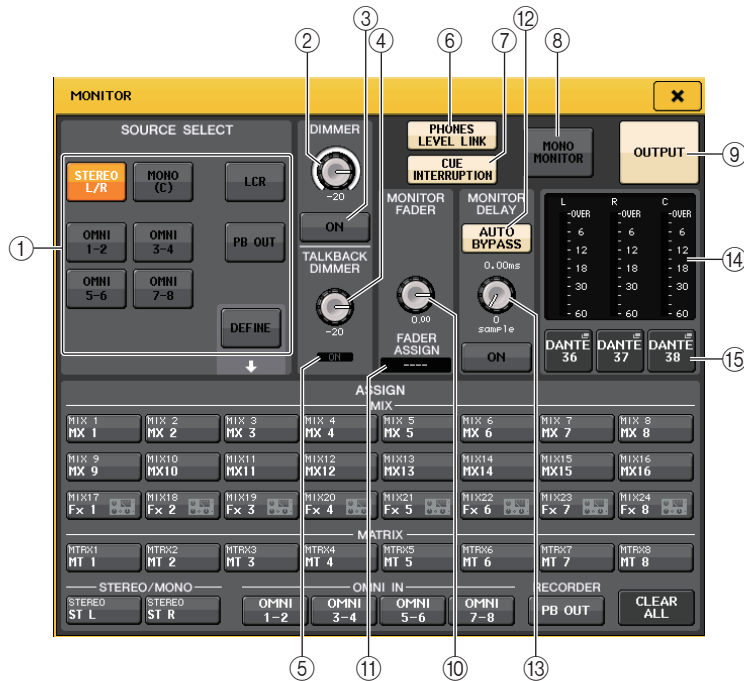 ② ③ ④ ⑥ ⑦ ⑫ ⑧
MONITOR
SOURCE SELECT
STEREO L/R
MONO (C)
LCR
OMNI 1-2
OMNI 3-4
PB OUT
OMNI 5-6
OMNI 7-8
DEFINE
①
DIMMER
-20
ON
TALKBACK DIMMER
-20
ON
PHONES LEVEL LINK
CUE INTERRUPTION
MONO MONITOR
OUTPUT
⑨
MONITOR FADER
0.00
FADER ASSIGN
----
MONITOR DELAY
AUTO BYPASS
0.00ms
0
sample
ON
L R C
-OVER -OVER -OVER
- 6 - 6 - 6
- 12 - 12 - 12
- 18 - 18 - 18
- 30 - 30 - 30
- 60 - 60 - 60
⑭
DANTE 36
DANTE 37
DANTE 38
⑮
ASSIGN
MIX
MIX 1 MIX 2 MIX 3 MIX 4 MIX 5 MIX 6 MIX 7 MIX 8
MX 1 MX 2 MX 3 MX 4 MX 5 MX 6 MX 7 MX 8
MIX 9 MIX10 MIX11 MIX12 MIX13 MIX14 MIX15 MIX16
MX 9 MX10 MX11 MX12 MX13 MX14 MX15 MX16
MIX17 MIX18 MIX19 MIX20 MIX21 MIX22 MIX23 MIX24
Fx 1 Fx 2 Fx 3 Fx 4 Fx 5 Fx 6 Fx 7 Fx 8
MATRIX
MTRX1 MTRX2 MTRX3 MTRX4 MTRX5 MTRX6 MTRX7 MTRX8
MT 1 MT 2 MT 3 MT 4 MT 5 MT 6 MT 7 MT 8
STEREO/MONO OMNI IN RECORDER
STEREO STEREO
ST L ST R
OMNI 1-2
OMNI 3-4
OMNI 5-6
OMNI 7-8
PB OUT
CLEAR ALL
⑤ ⑪ ⑩ ⑬